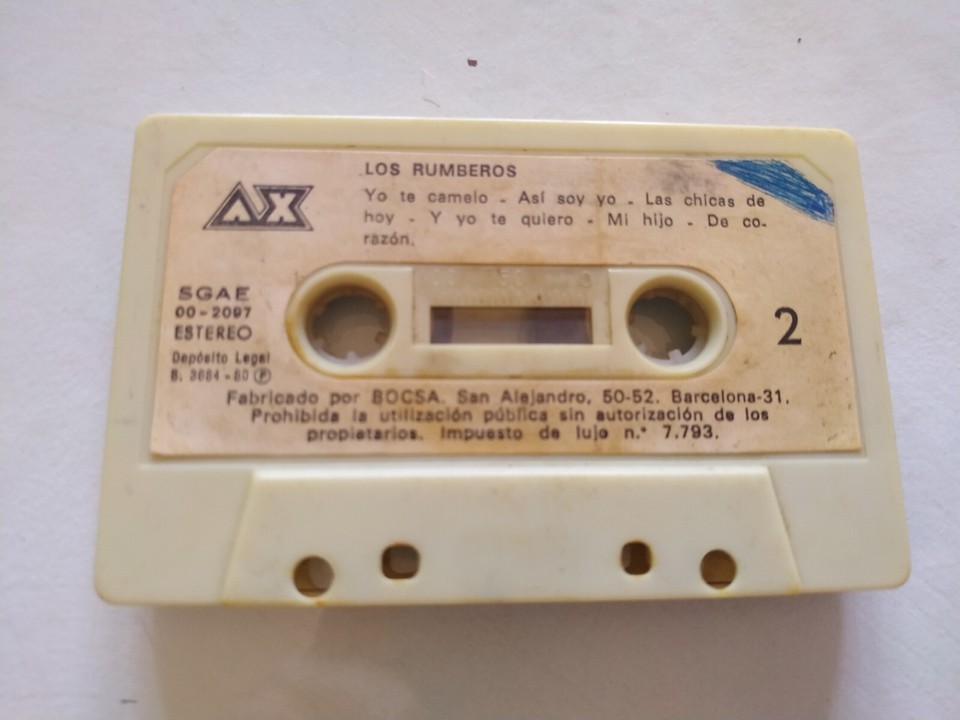 LOS RUMBEROS
Yo te camelo - Así soy yo - Las chicas de
hoy - Y yo te quiero - Mi hijo - De co-
razón.
AX
SGAE
00-2097
ESTEREO
Depósito Legal
B. 3684-80 Ⓟ
2
Fabricado por BOCSA. San Alejandro, 50-52. Barcelona-31.
Prohibida la utilización pública sin autorización de los
propietarios. Impuesto de lujo n.º 7.793.